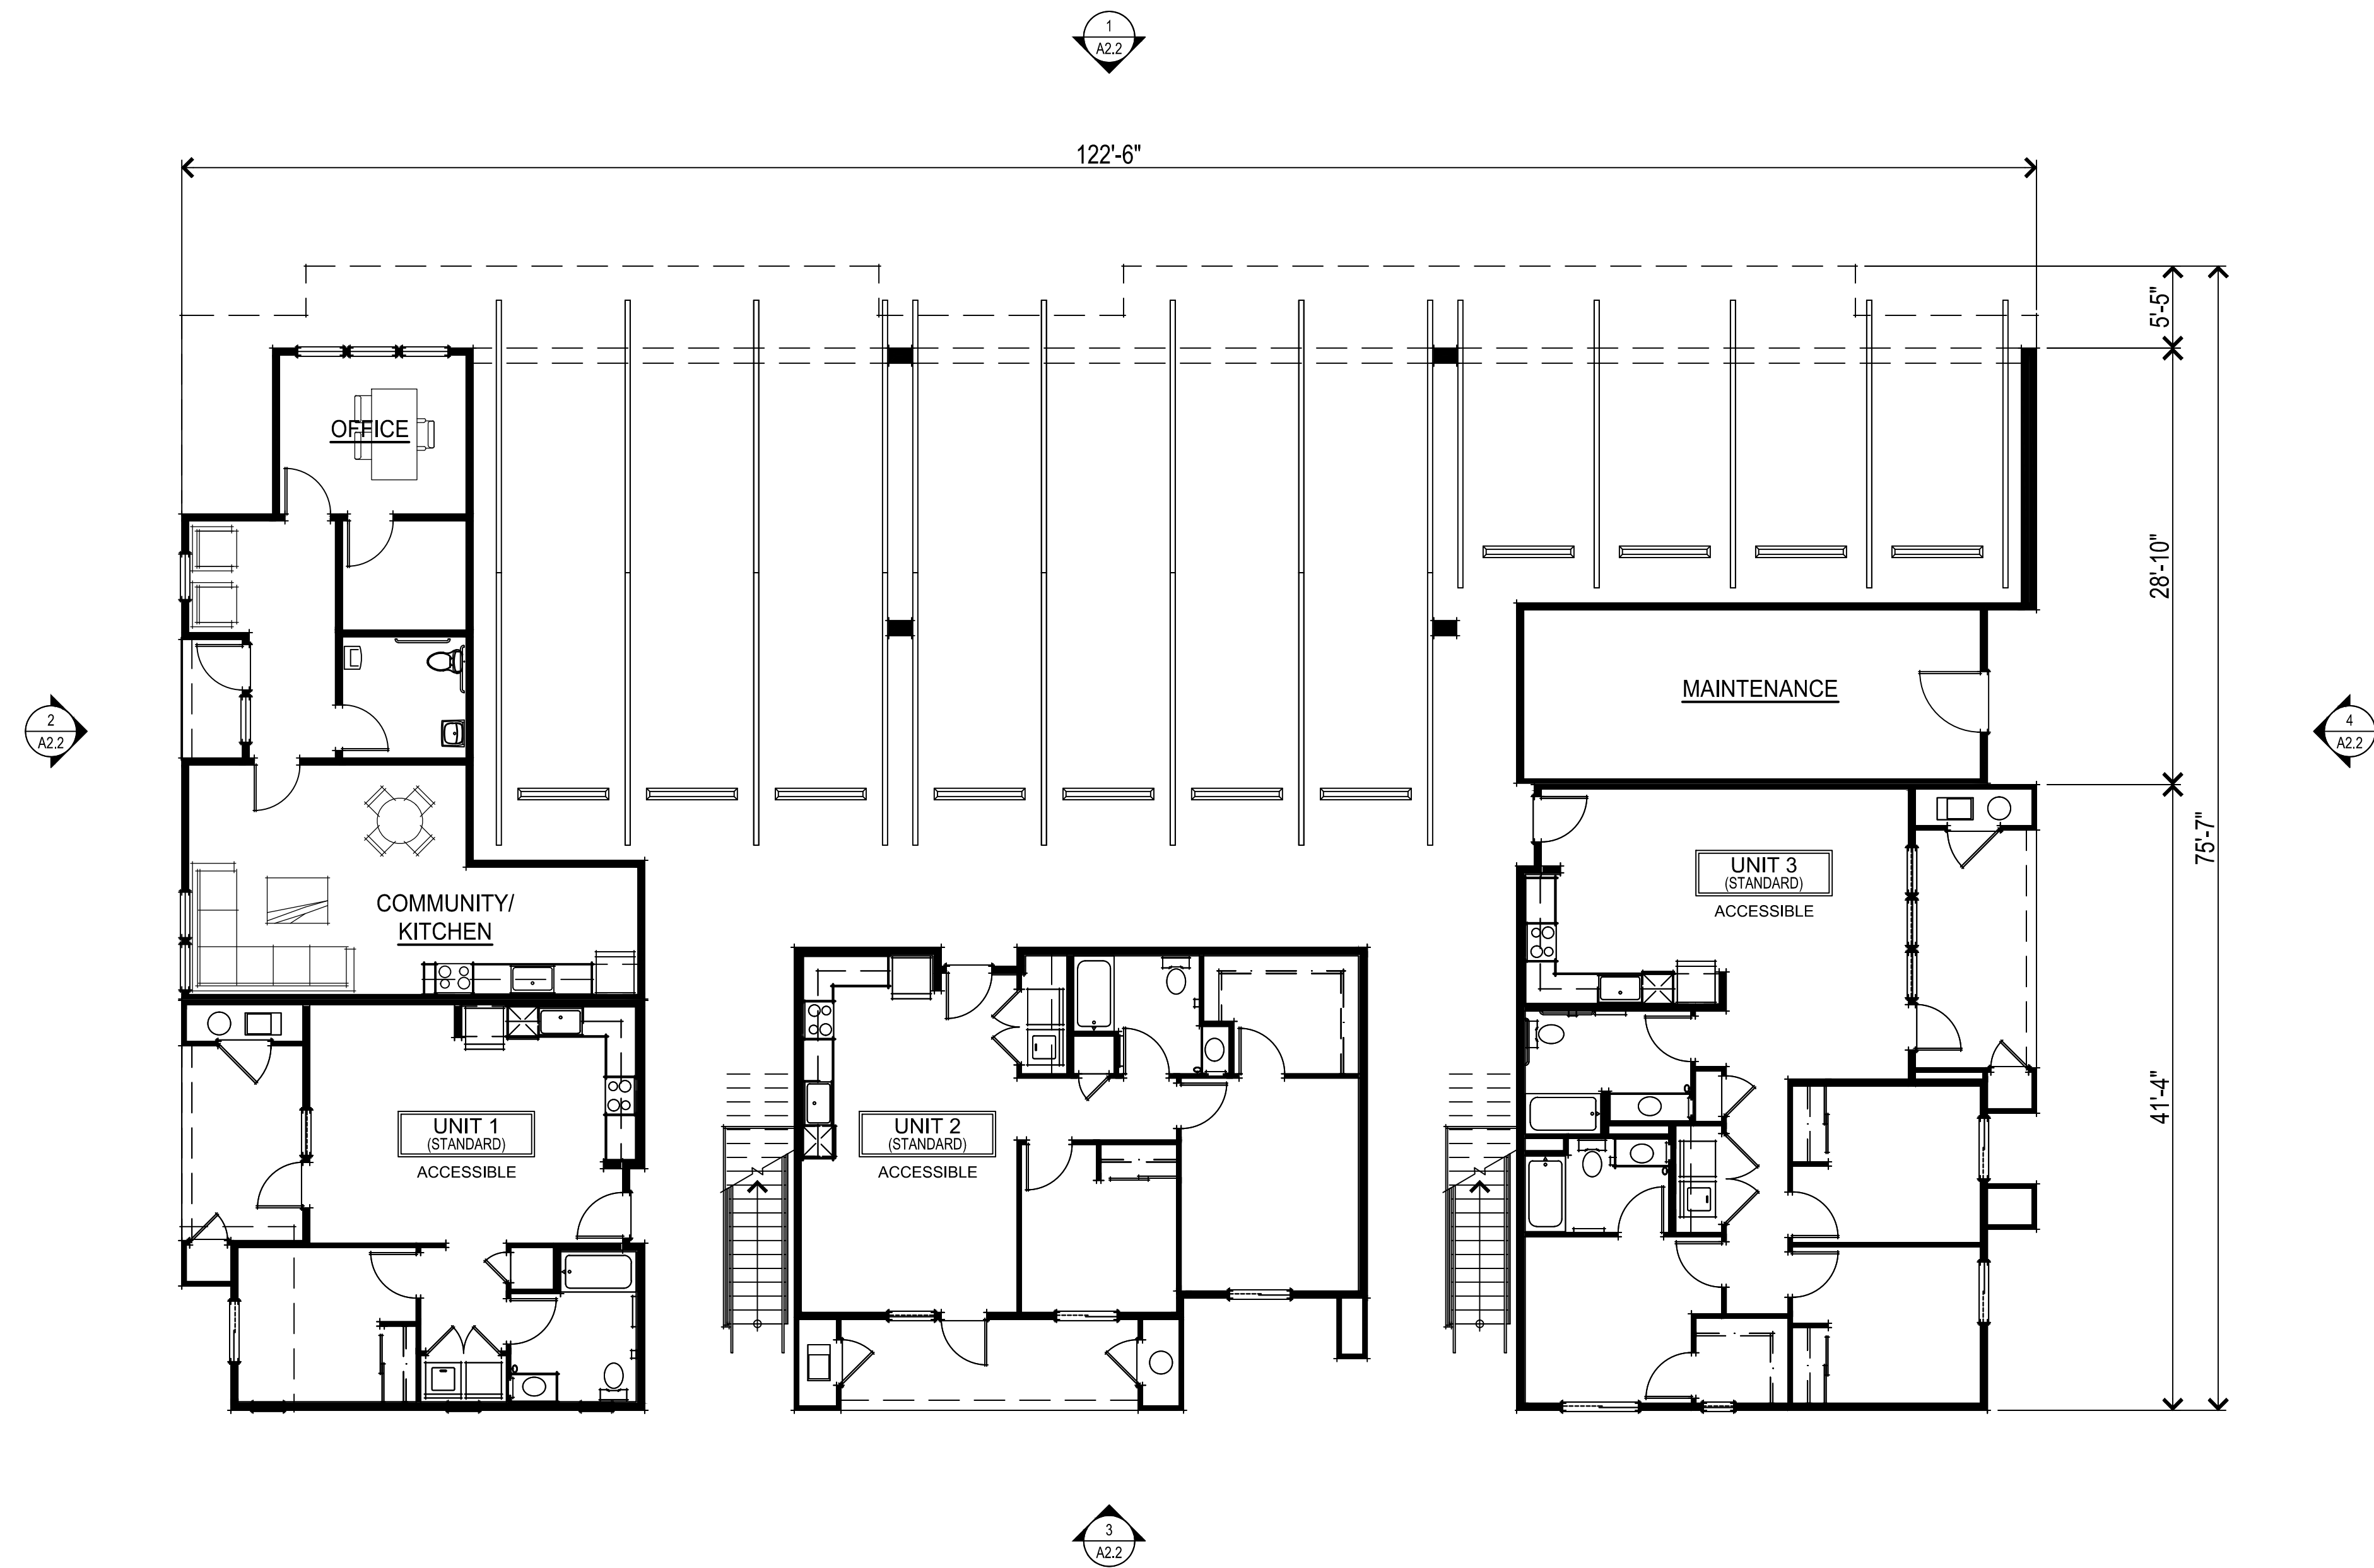 1
A2.2
122'-6"
5'-5"
OFFICE
28'-10"
MAINTENANCE
2
A2.2
4
A2.2
75'-7"
UNIT 3
(STANDARD)
ACCESSIBLE
COMMUNITY/
KITCHEN
41'-4"
UNIT 1
(STANDARD)
ACCESSIBLE
UNIT 2
(STANDARD)
ACCESSIBLE
3
A2.2